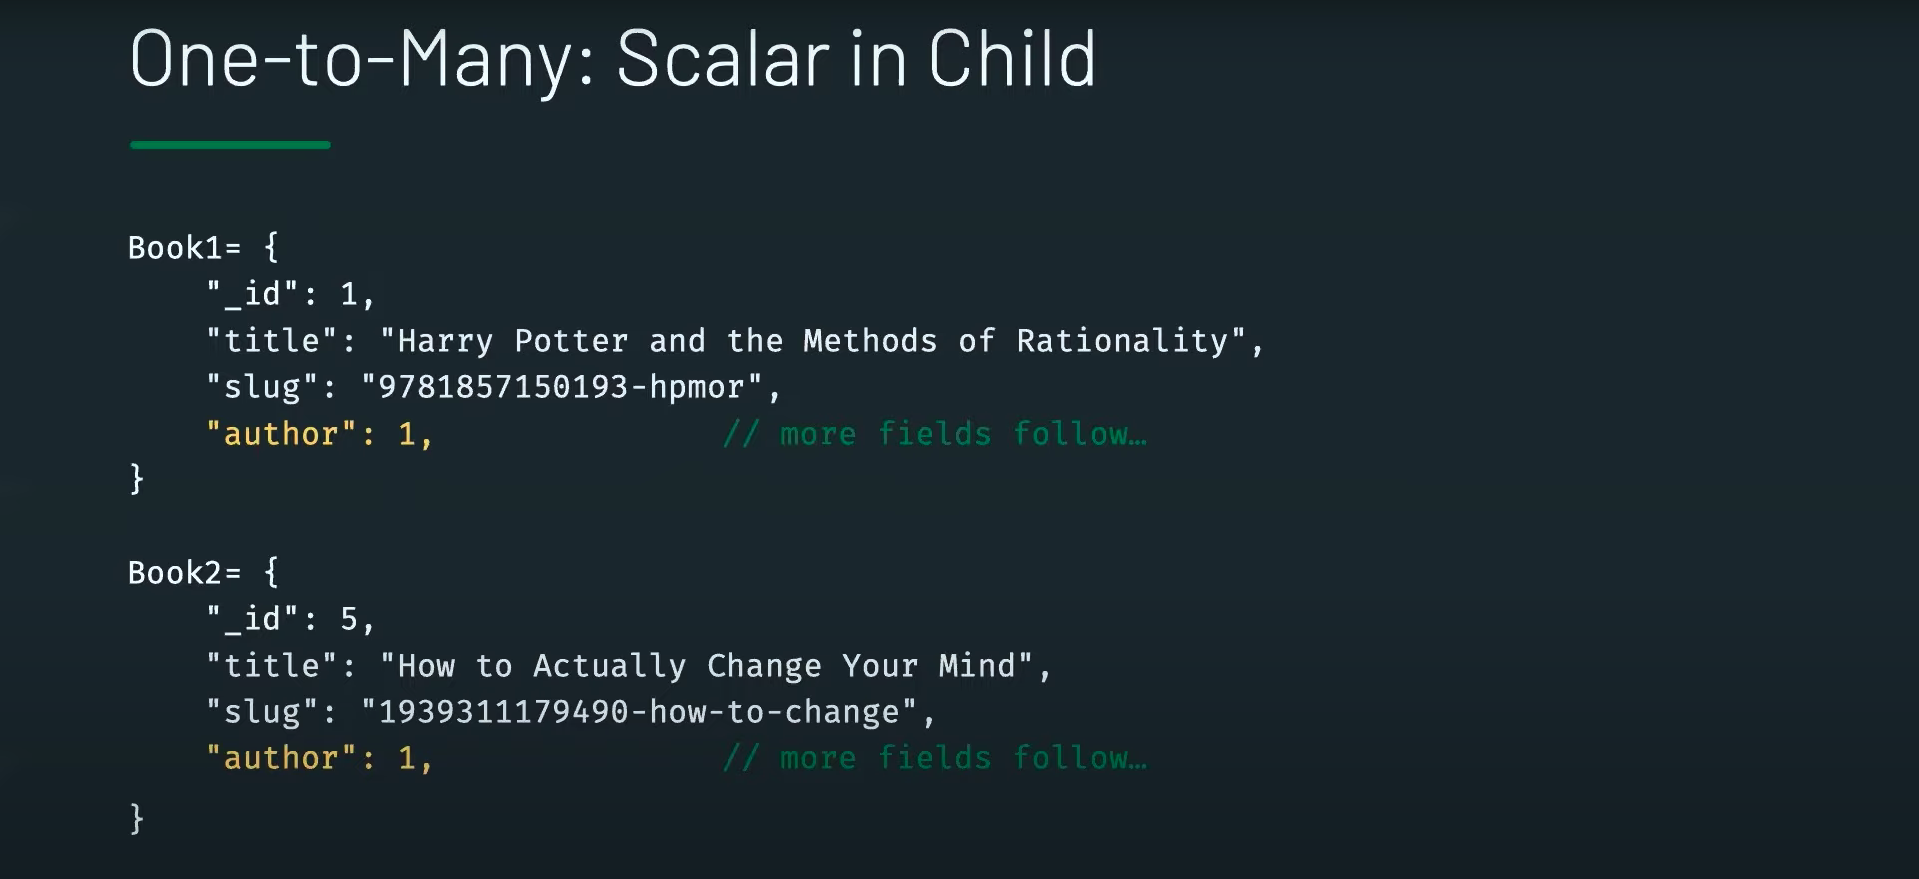 One-to-Many: Scalar in Child
Book1= {
"_id": 1,
"title": "Harry Potter and the Methods of Rationality",
"slug": "9781857150193-hpmor",
"author": 1, // more fields follow…
}
Book2= {
"_id": 5,
"title": "How to Actually Change Your Mind",
"slug": "1939311179490-how-to-change",
"author": 1, // more fields follow…
}